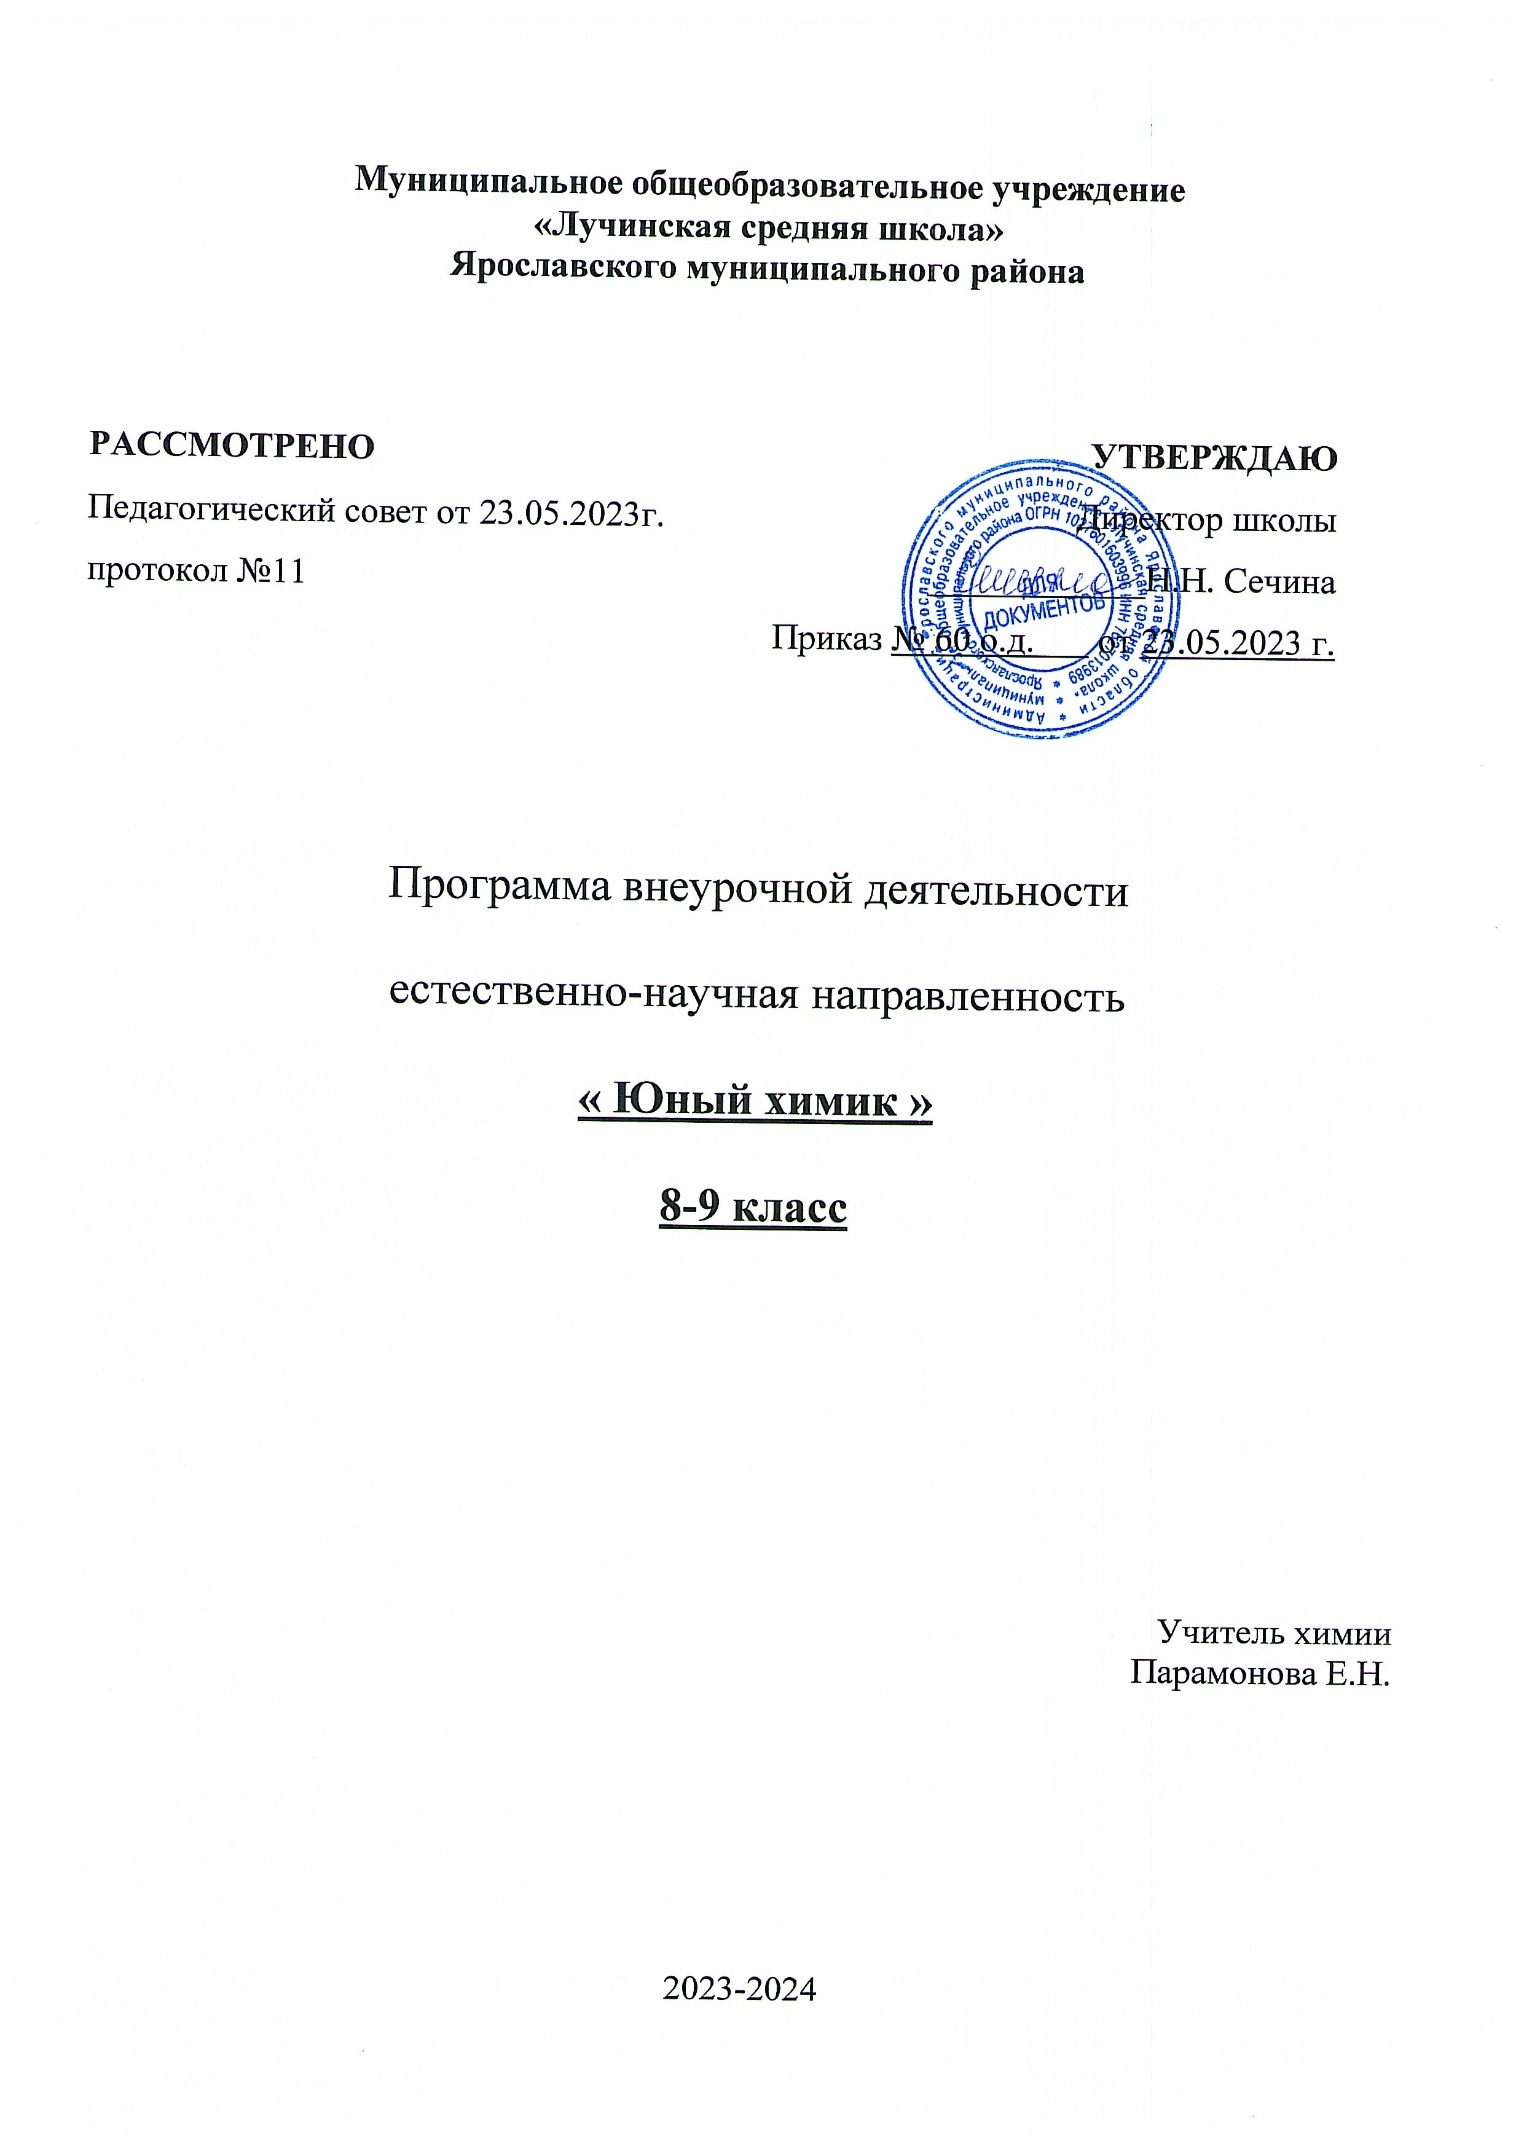 Муниципальное общеобразовательное учреждение
«Лучинская средняя школа»
Ярославского муниципального района
РАССМОТРЕНО
Педагогический совет от 23.05.2023г.
протокол №11
УТВЕРЖДАЮ
Директор школы
Н.Н. Сечина
Приказ № 60 о.д. от 23.05.2023 г.
ДЛЯ
ДОКУМЕНТОВ
Программа внеурочной деятельности
естественно-научная направленность
« Юный химик »
8-9 класс
Учитель химии
Парамонова Е.Н.
2023-2024